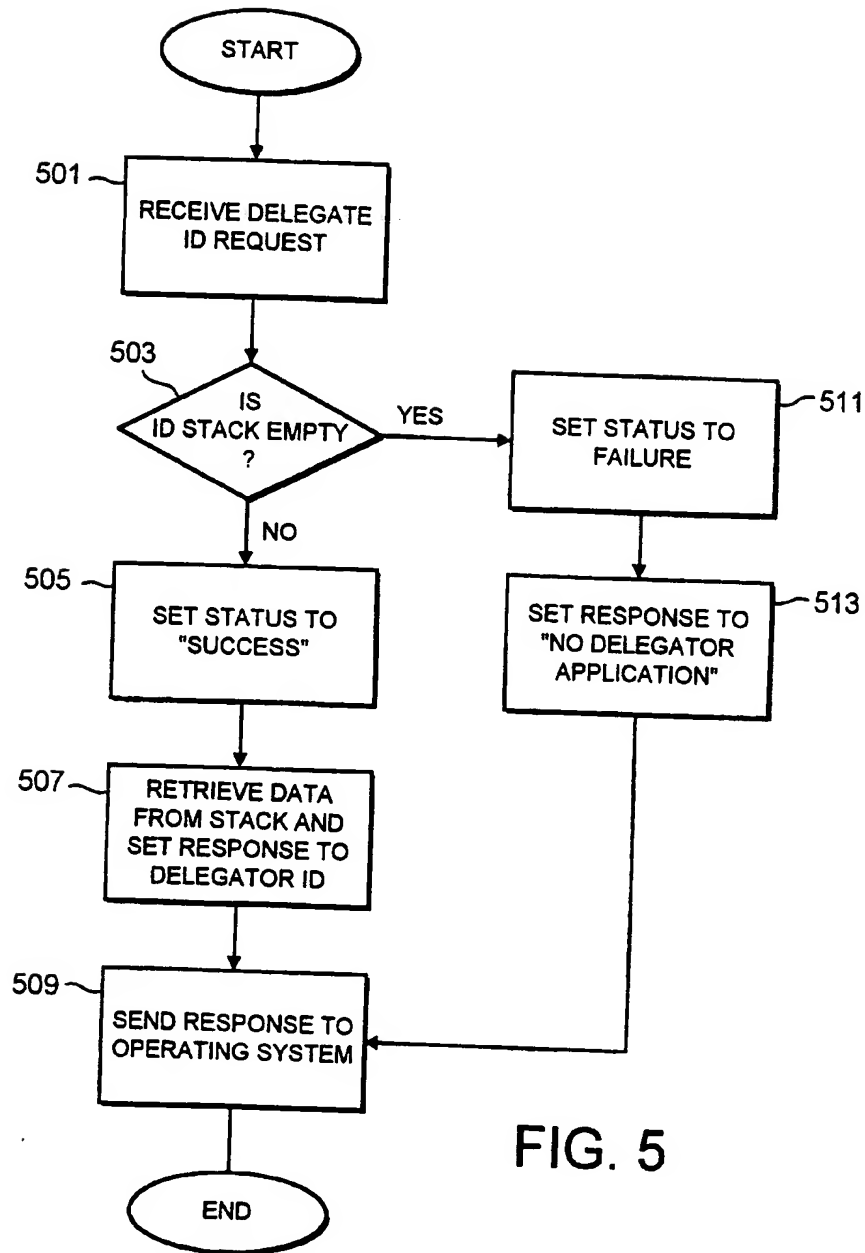 START
501
RECEIVE DELEGATE
ID REQUEST
503
IS
ID STACK EMPTY
?
YES
NO
511
SET STATUS TO
FAILURE
505
SET STATUS TO
"SUCCESS"
513
SET RESPONSE TO
"NO DELEGATOR
APPLICATION"
507
RETRIEVE DATA
FROM STACK AND
SET RESPONSE TO
DELEGATOR ID
509
SEND RESPONSE TO
OPERATING SYSTEM
END
FIG. 5